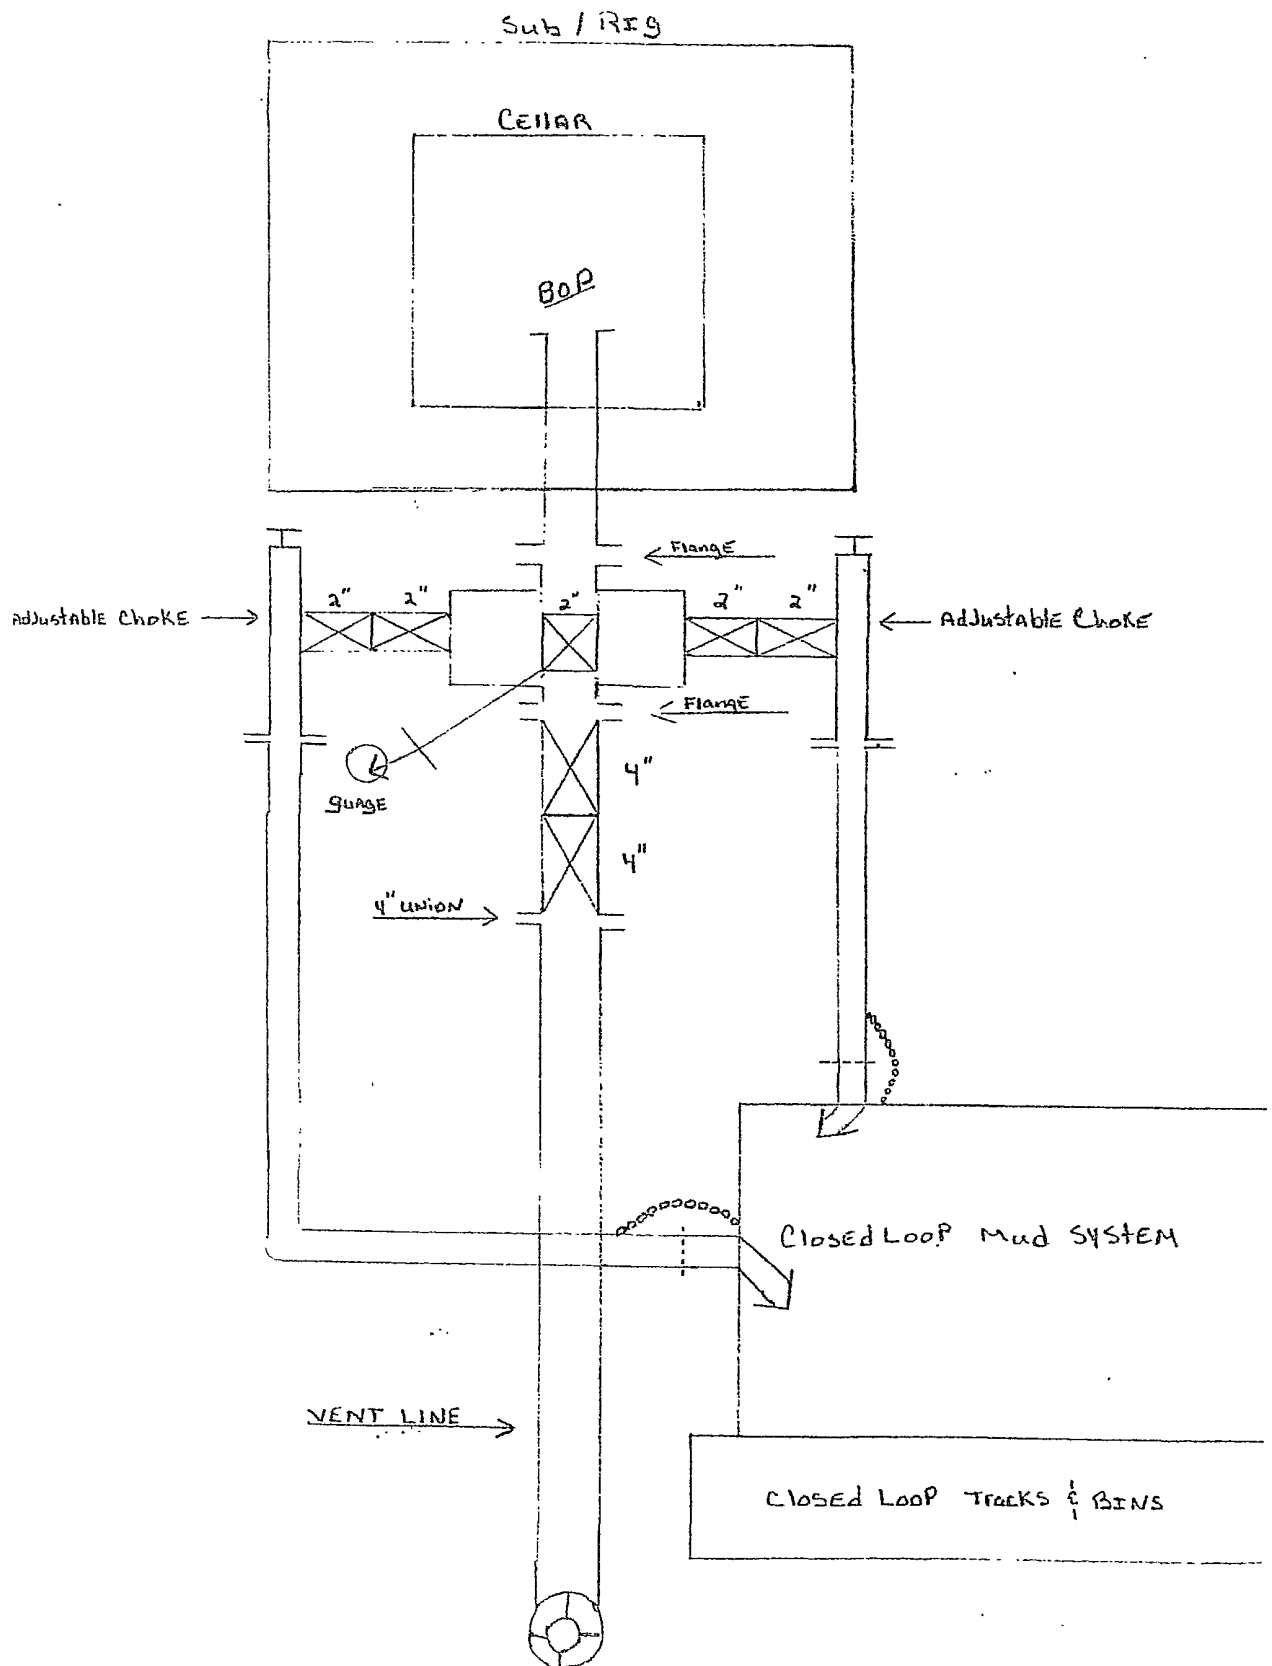 Sub / RIg
CEllAR
BOP
FlangE
2" 2" 2" 2" 2"
AdJustAblE ChoKE
AdJustAblE ChoKE
FlangE
4"
guagE
4"
4" UNION
Closed Loop Mud SYStEM
VENT LINE
Closed Loop TracKS & BINS